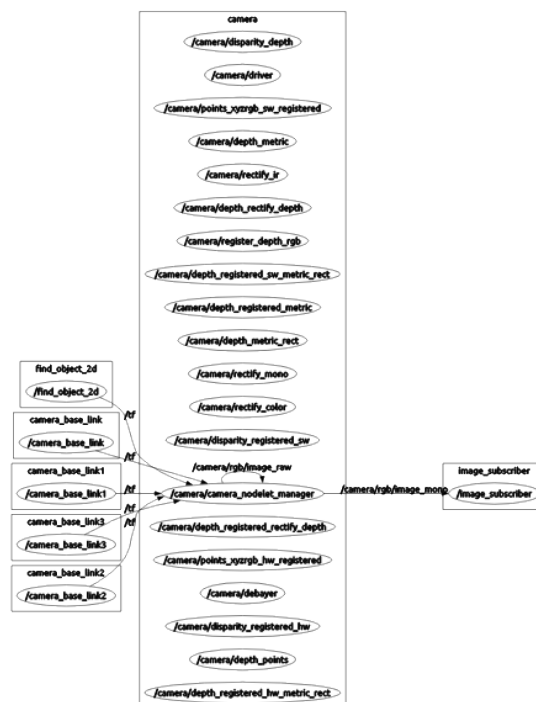 camera
/camera/disparity_depth
/camera/driver
/camera/points_xyzrgb_sw_registered
/camera/depth_metric
/camera/rectify_ir
/camera/depth_rectify_depth
/camera/register_depth_rgb
/camera/depth_registered_sw_metric_rect
/camera/depth_registered_metric
/camera/depth_metric_rect
/camera/rectify_mono
/camera/rectify_color
/camera/disparity_registered_sw
/camera/rgb/image_raw
/camera/camera_nodelet_manager
/camera/depth_registered_rectify_depth
/camera/points_xyzrgb_hw_registered
/camera/debayer
/camera/disparity_registered_hw
/camera/depth_points
/camera/depth_registered_hw_metric_rect
find_object_2d
/find_object_2d
/tf
camera_base_link
/camera_base_link
/tf
camera_base_link1
/camera_base_link1
/tf
camera_base_link3
/camera_base_link3
/tf
camera_base_link2
/camera_base_link2
/tf
/camera/rgb/image_mono
image_subscriber
/image_subscriber